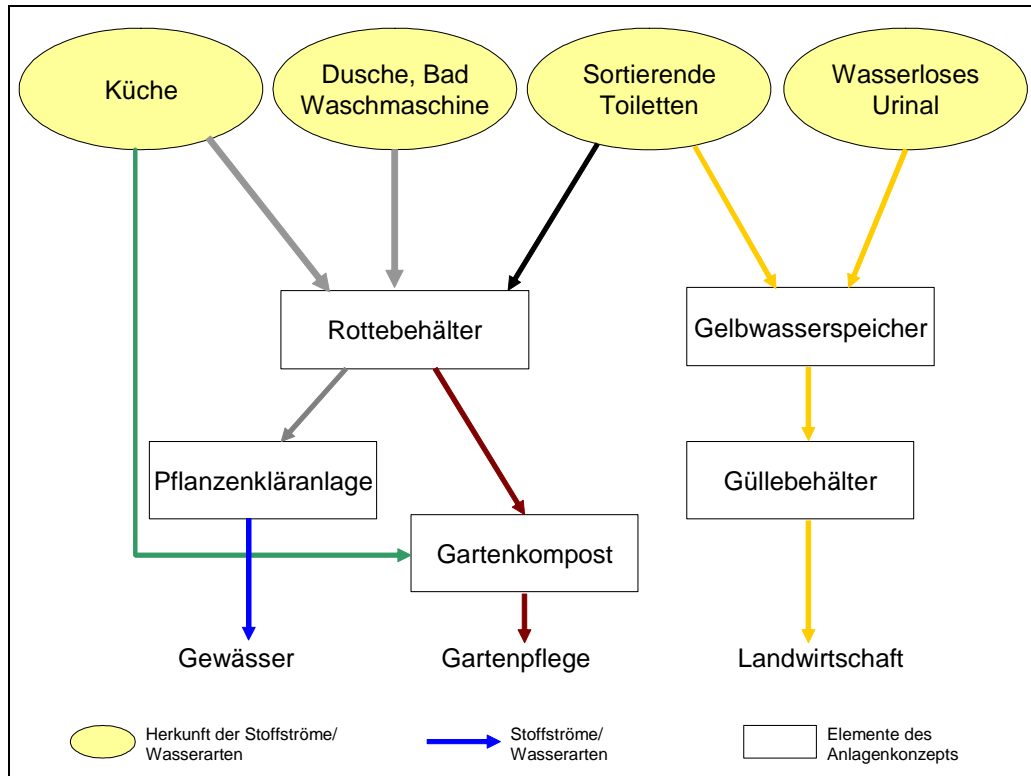 Küche
Dusche, Bad
Waschmaschine
Sortierende
Toiletten
Wasserloses
Urinal
Rottebehälter
Gelbwasserspeicher
Pflanzenkläranlage
Güllebehälter
Gartenkompost
Gewässer
Gartenpflege
Landwirtschaft
Herkunft der Stoffströme/
Wasserarten
Stoffströme/
Wasserarten
Elemente des
Anlagenkonzepts